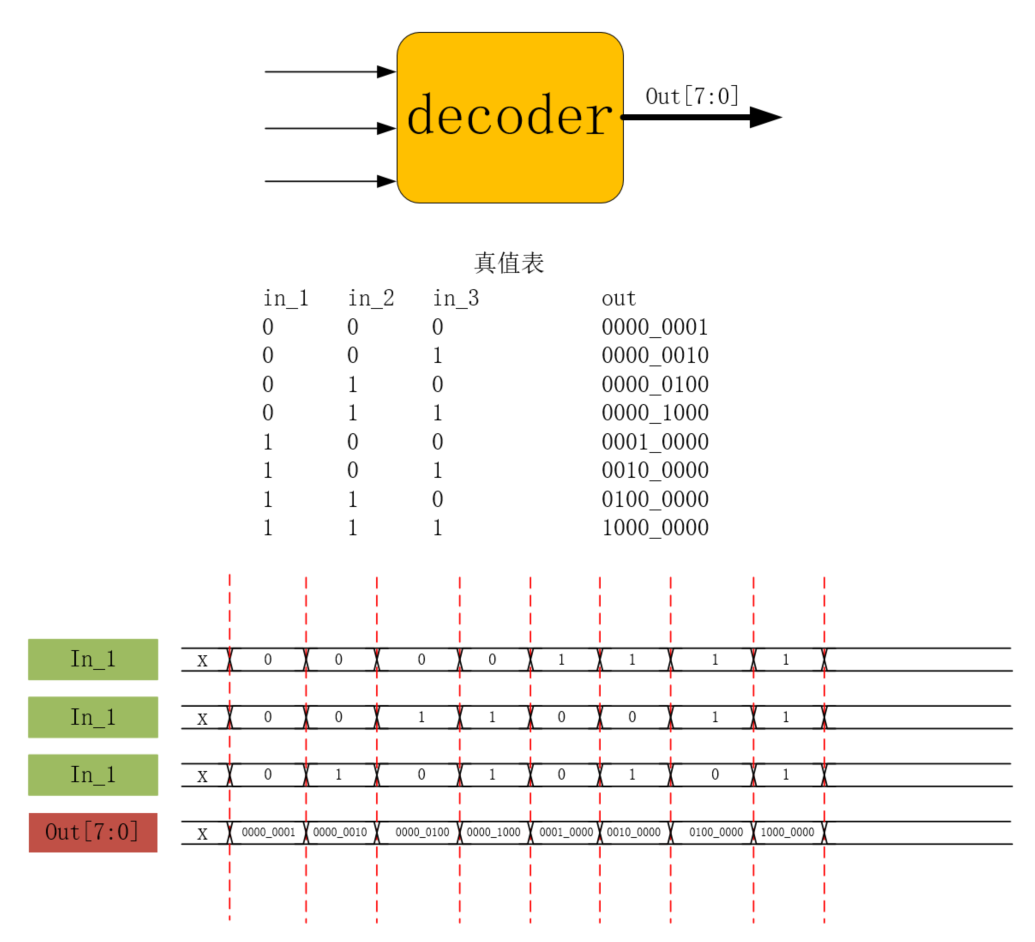 Out[7:0]
decoder
真值表
in_1 in_2 in_3 out
0 0 0 0000_0001
0 0 1 0000_0010
0 1 0 0000_0100
0 1 1 0000_1000
1 0 0 0001_0000
1 0 1 0010_0000
1 1 0 0100_0000
1 1 1 1000_0000
In_1 x 0 0 0 0 1 1 1 1
In_1 x 0 0 1 1 0 0 1 1
In_1 x 0 1 0 1 0 1 0 1
Out[7:0] x 0000_0001 0000_0010 0000_0100 0000_1000 0001_0000 0010_0000 0100_0000 1000_0000